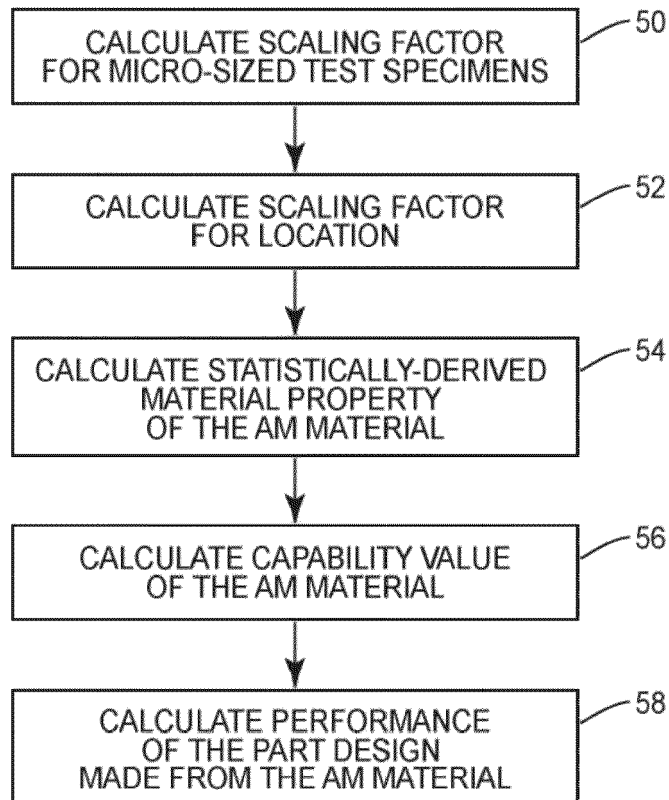 CALCULATE SCALING FACTOR
FOR MICRO-SIZED TEST SPECIMENS
50
CALCULATE SCALING FACTOR
FOR LOCATION
52
CALCULATE STATISTICALLY-DERIVED
MATERIAL PROPERTY
OF THE AM MATERIAL
54
CALCULATE CAPABILITY VALUE
OF THE AM MATERIAL
56
CALCULATE PERFORMANCE
OF THE PART DESIGN
MADE FROM THE AM MATERIAL
58